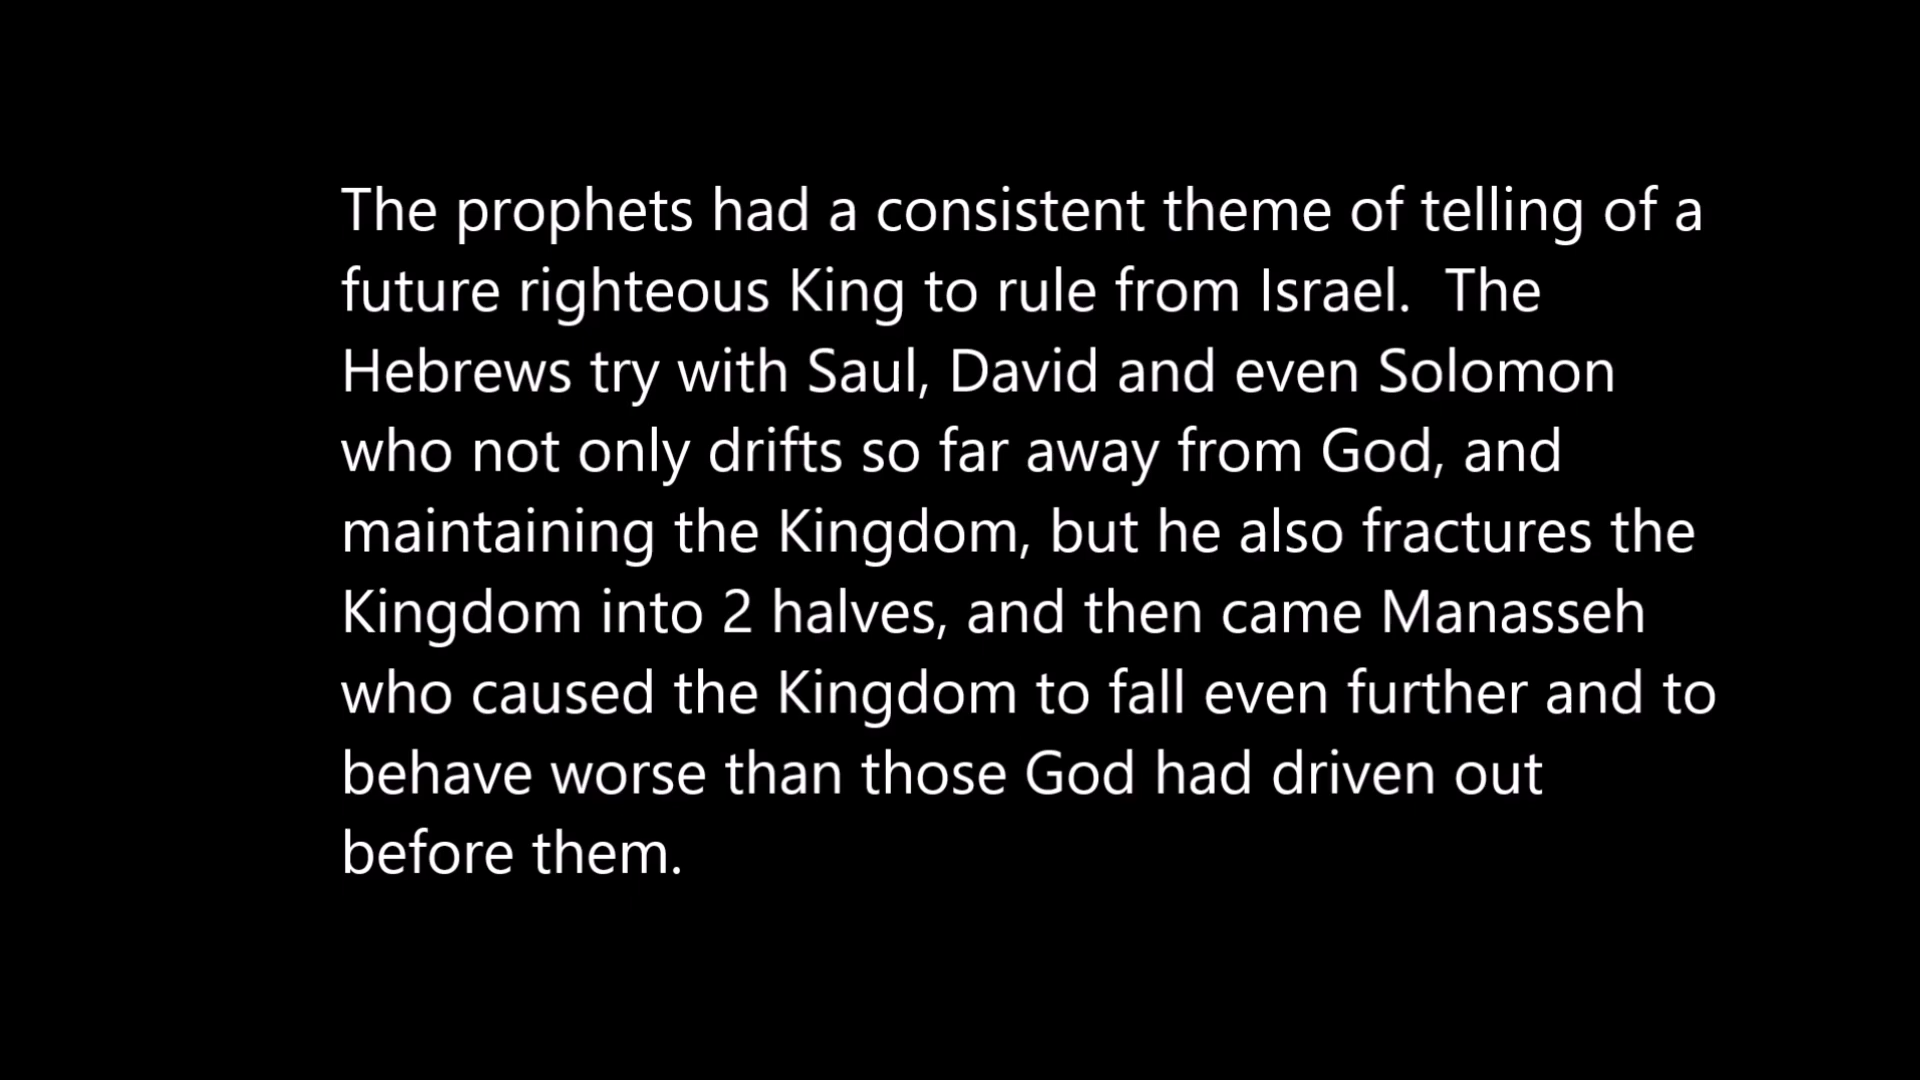 The prophets had a consistent theme of telling of a
future righteous King to rule from Israel.  The
Hebrews try with Saul, David and even Solomon
who not only drifts so far away from God, and
maintaining the Kingdom, but he also fractures the
Kingdom into 2 halves, and then came Manasseh
who caused the Kingdom to fall even further and to
behave worse than those God had driven out
before them.